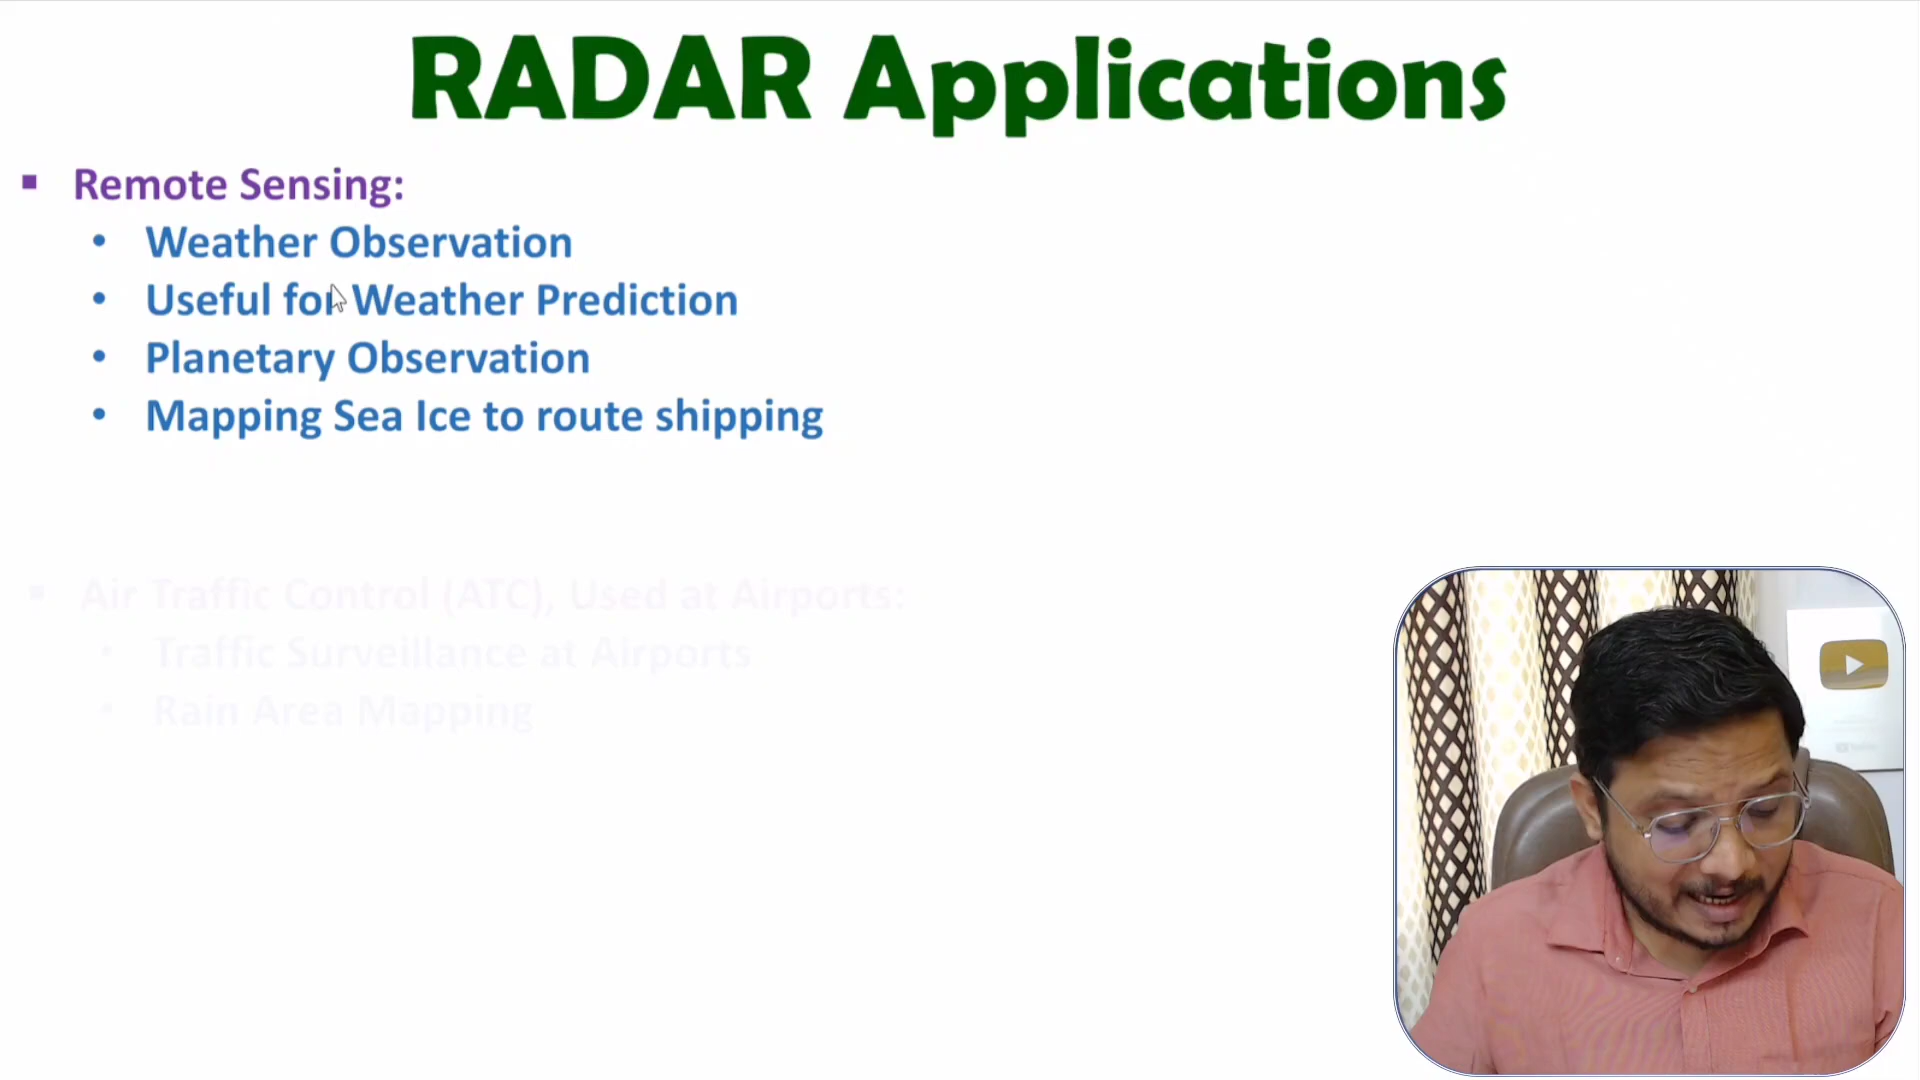 RADAR Applications
▪ Remote Sensing:
• Weather Observation
• Useful for Weather Prediction
• Planetary Observation
• Mapping Sea Ice to route shipping
▪ Air Traffic Control (ATC), Used at Airports:
• Traffic Surveillance at Airports
• Rain Area Mapping